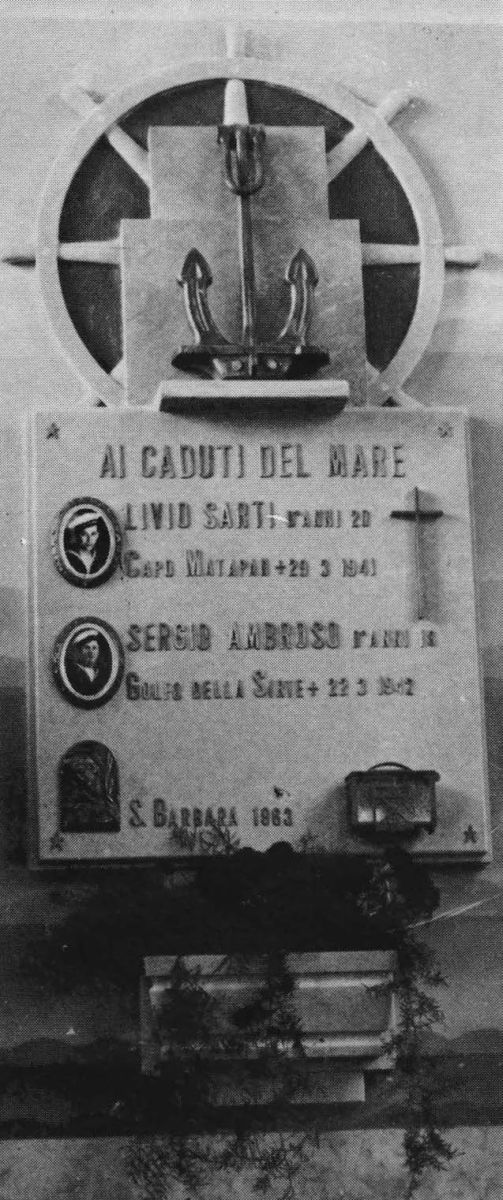 AI CADUTI DEL MARE
LIVIO SARTI D'ANNI 20
CAPO MATAPAN + 29 3 1941
SERGIO AMBROSO D'ANNI
GOLFO DELLA SIRTE + 22 3 1942
S. BARBARA 1963